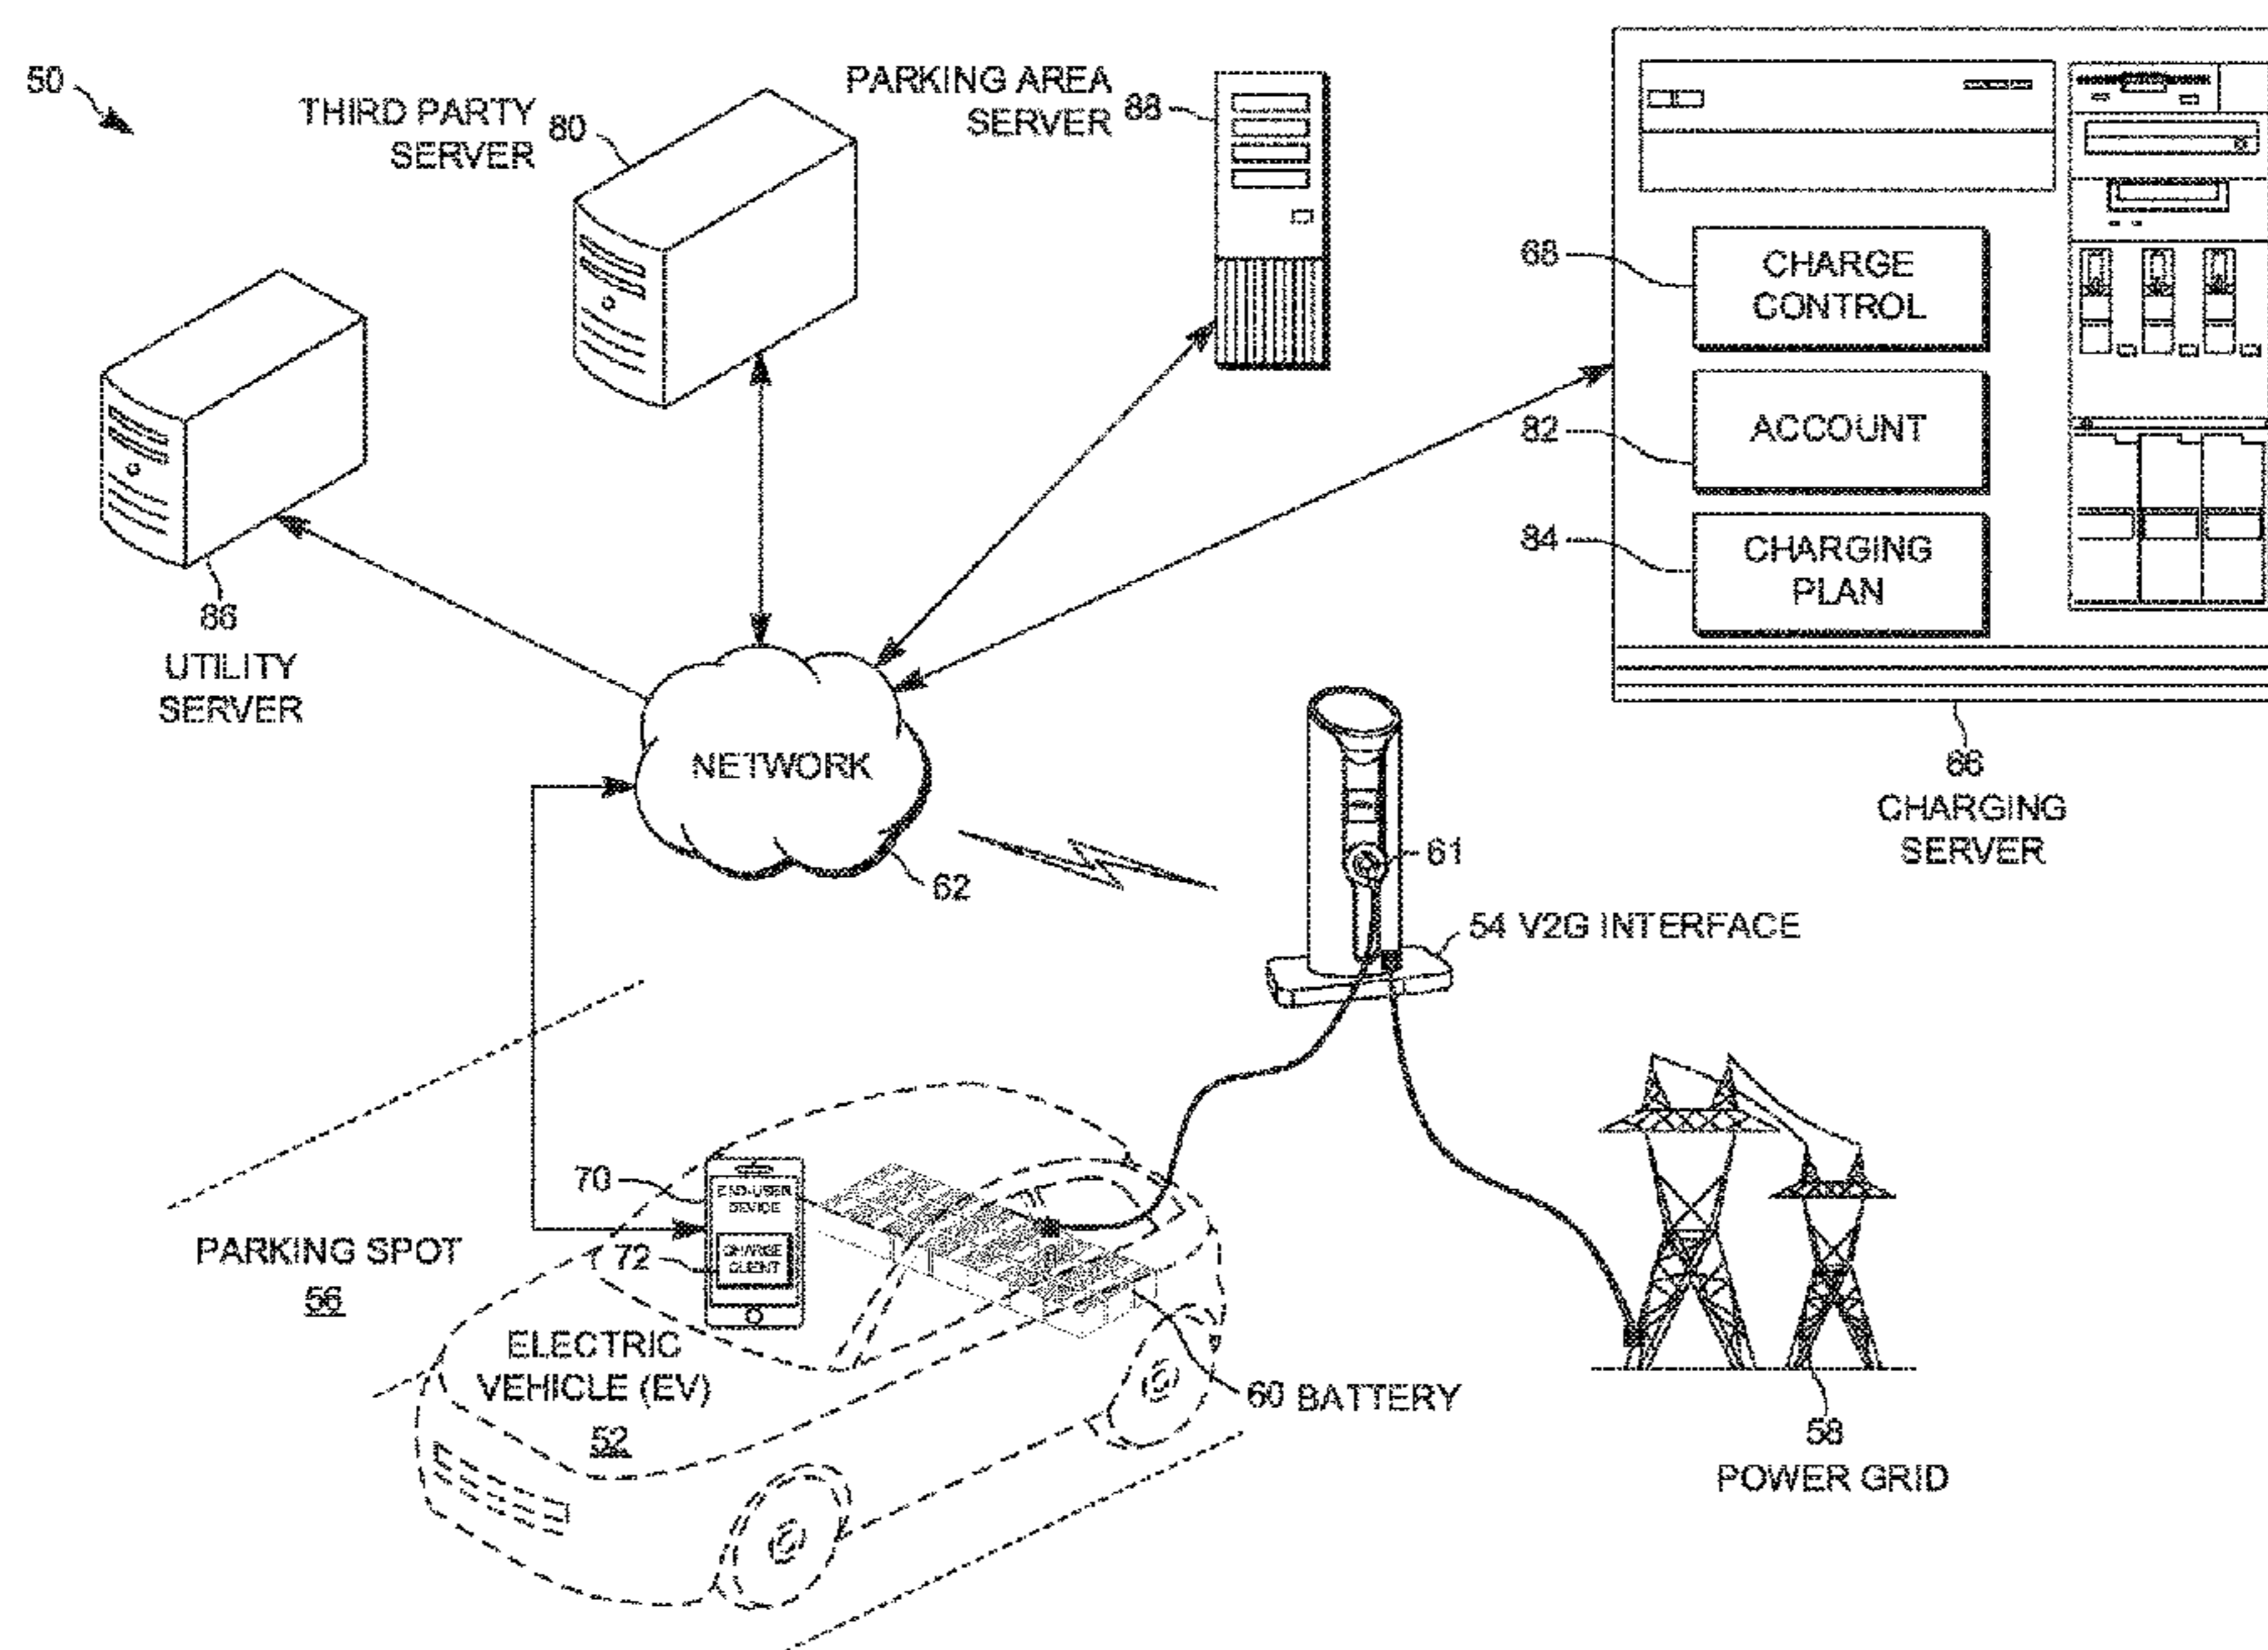 50
THIRD PARTY
SERVER
80
PARKING AREA
SERVER
88
68
CHARGE
CONTROL
82
ACCOUNT
84
CHARGING
PLAN
86
UTILITY
SERVER
NETWORK
62
66
CHARGING
SERVER
61
54 V2G INTERFACE
70
END-USER
DEVICE
72
CHARGE
CLIENT
PARKING SPOT
56
ELECTRIC
VEHICLE (EV)
52
60 BATTERY
58
POWER GRID